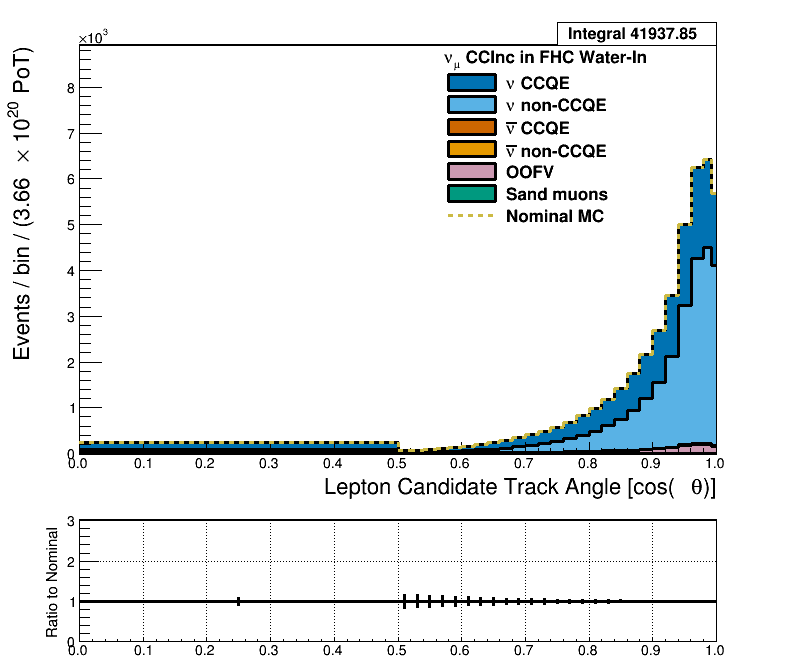 Integral 41937.85
×10³
ν_μ CCInc in FHC Water-In
ν CCQE
ν non-CCQE
ν̅ CCQE
ν̅ non-CCQE
OOFV
Sand muons
Nominal MC
Events / bin / (3.66 × 10²⁰ PoT)
8
7
6
5
4
3
2
1
0
0.0 0.1 0.2 0.3 0.4 0.5 0.6 0.7 0.8 0.9 1.0
Lepton Candidate Track Angle [cos( θ)]
Ratio to Nominal
3
2
1
0
0.0 0.1 0.2 0.3 0.4 0.5 0.6 0.7 0.8 0.9 1.0